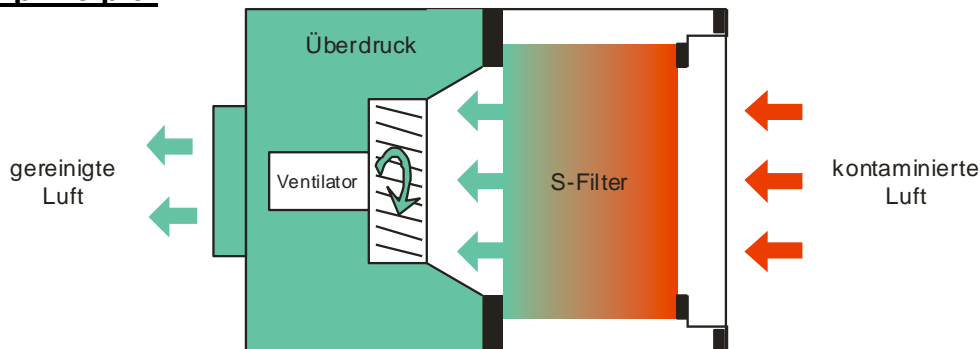 Überdruck
gereinigte
Luft
Ventilator
S-Filter
kontaminierte
Luft